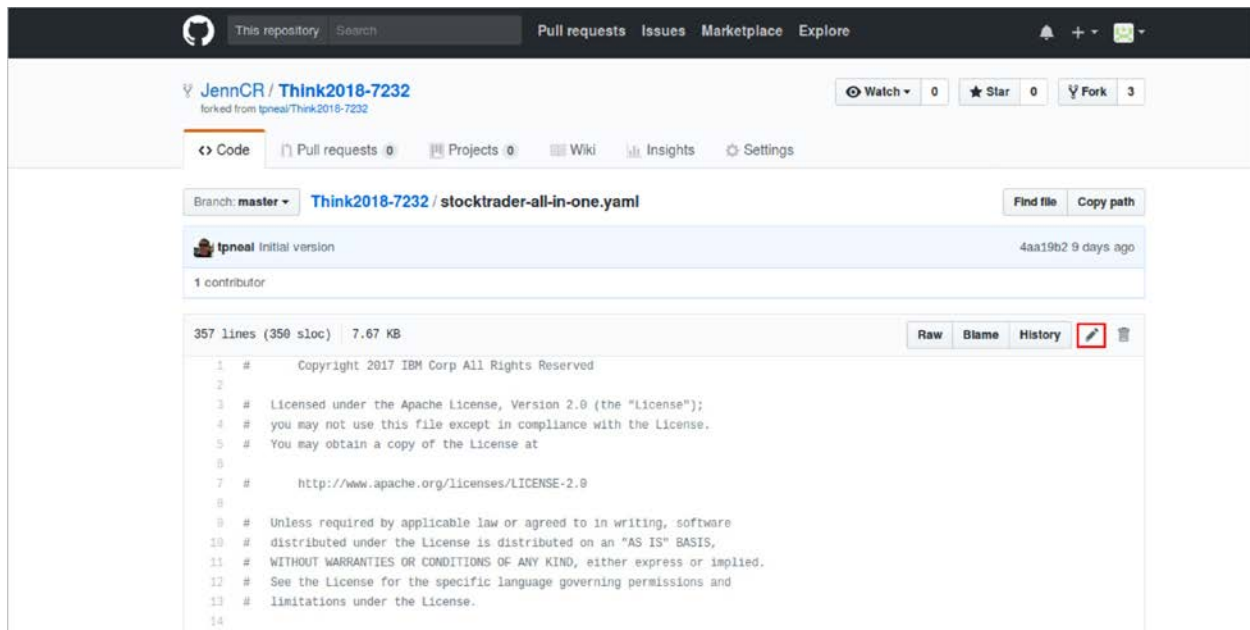 This repository Search Pull requests Issues Marketplace Explore
JennCR / Think2018-7232
forked from tpneal/Think2018-7232
Watch 0 Star 0 Fork 3
<> Code Pull requests 0 Projects 0 Wiki Insights Settings
Branch: master Think2018-7232 / stocktrader-all-in-one.yaml Find file Copy path
tpneal Initial version 4aa19b2 9 days ago
1 contributor
357 lines (350 sloc) 7.67 KB Raw Blame History
1 # Copyright 2017 IBM Corp All Rights Reserved
2
3 # Licensed under the Apache License, Version 2.0 (the "License");
4 # you may not use this file except in compliance with the License.
5 # You may obtain a copy of the License at
6
7 # http://www.apache.org/licenses/LICENSE-2.0
8
9 # Unless required by applicable law or agreed to in writing, software
10 # distributed under the License is distributed on an "AS IS" BASIS,
11 # WITHOUT WARRANTIES OR CONDITIONS OF ANY KIND, either express or implied.
12 # See the License for the specific language governing permissions and
13 # limitations under the License.
14